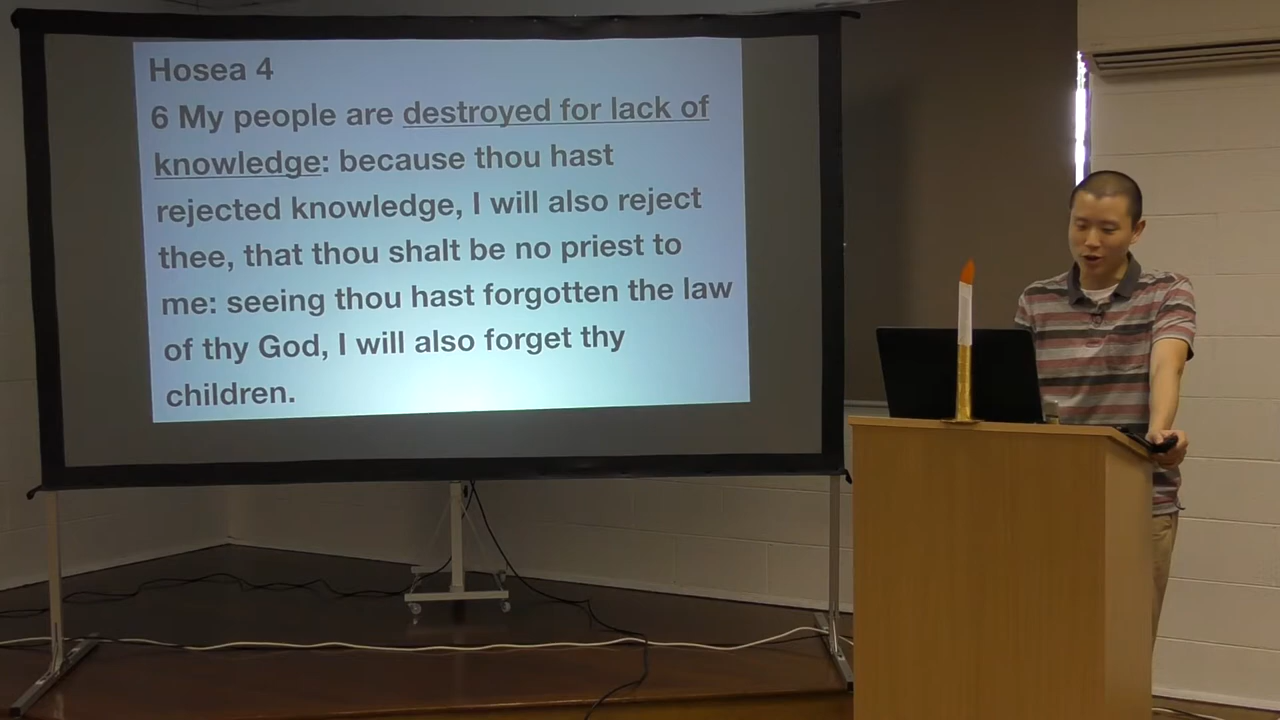 Hosea 4
6 My people are destroyed for lack of
knowledge: because thou hast
rejected knowledge, I will also reject
thee, that thou shalt be no priest to
me: seeing thou hast forgotten the law
of thy God, I will also forget thy
children.